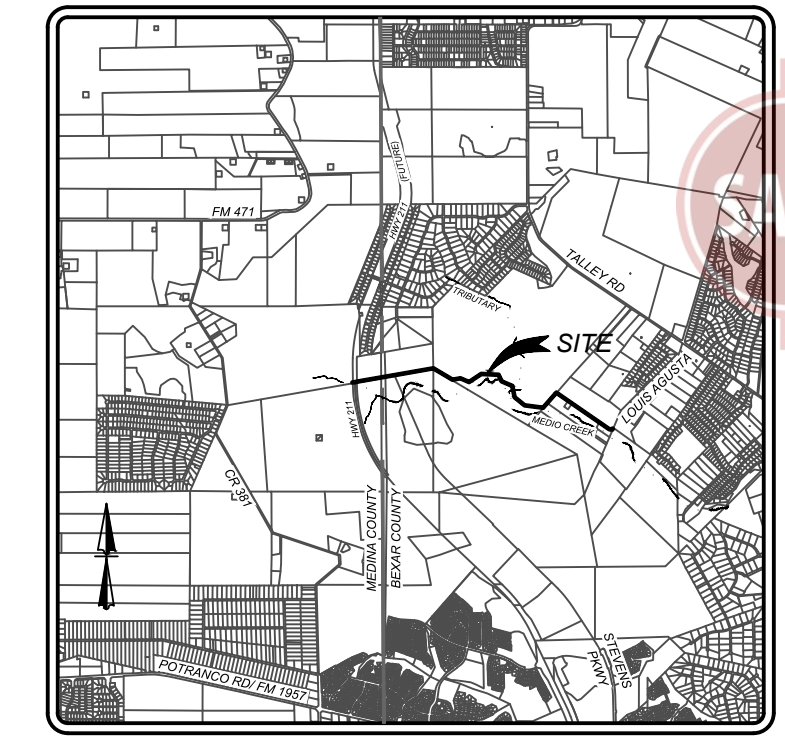 (FUTURE)
HWY 211
FM 471
TALLEY RD
TRIBUTARY
SITE
LOUIS AGUSTA
HWY 211
MEDIO CREEK
CR 381
MEDINA COUNTY
BEXAR COUNTY
STEVENS
PKWY
POTRANCO RD/ FM 1957